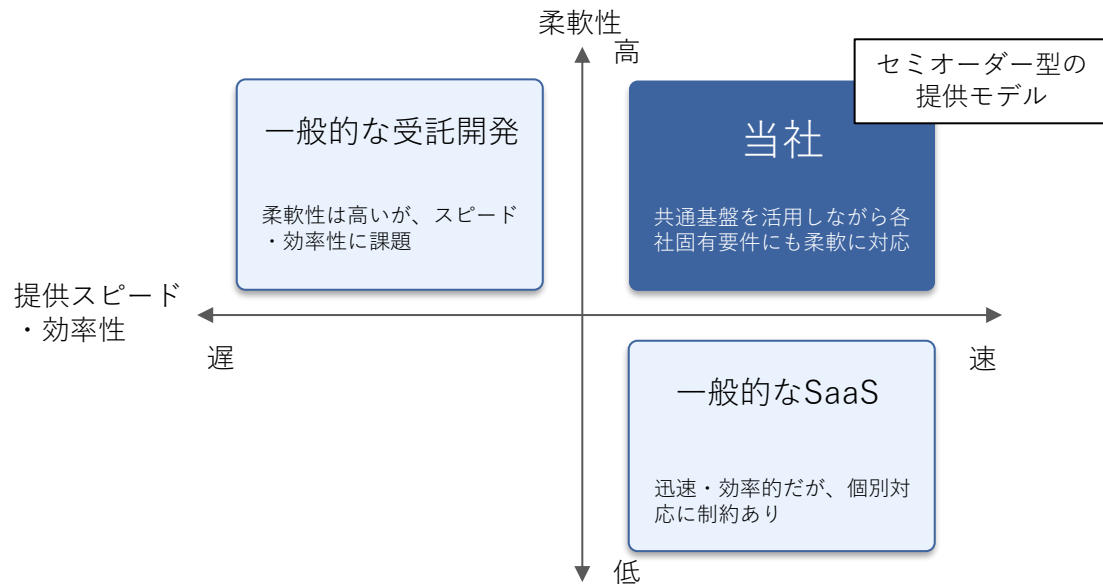 柔軟性
高
セミオーダー型の
提供モデル
一般的な受託開発
柔軟性は高いが、スピード
・効率性に課題
当社
共通基盤を活用しながら各
社固有要件にも柔軟に対応
提供スピード
・効率性
遅
速
一般的なSaaS
迅速・効率的だが、個別対
応に制約あり
低